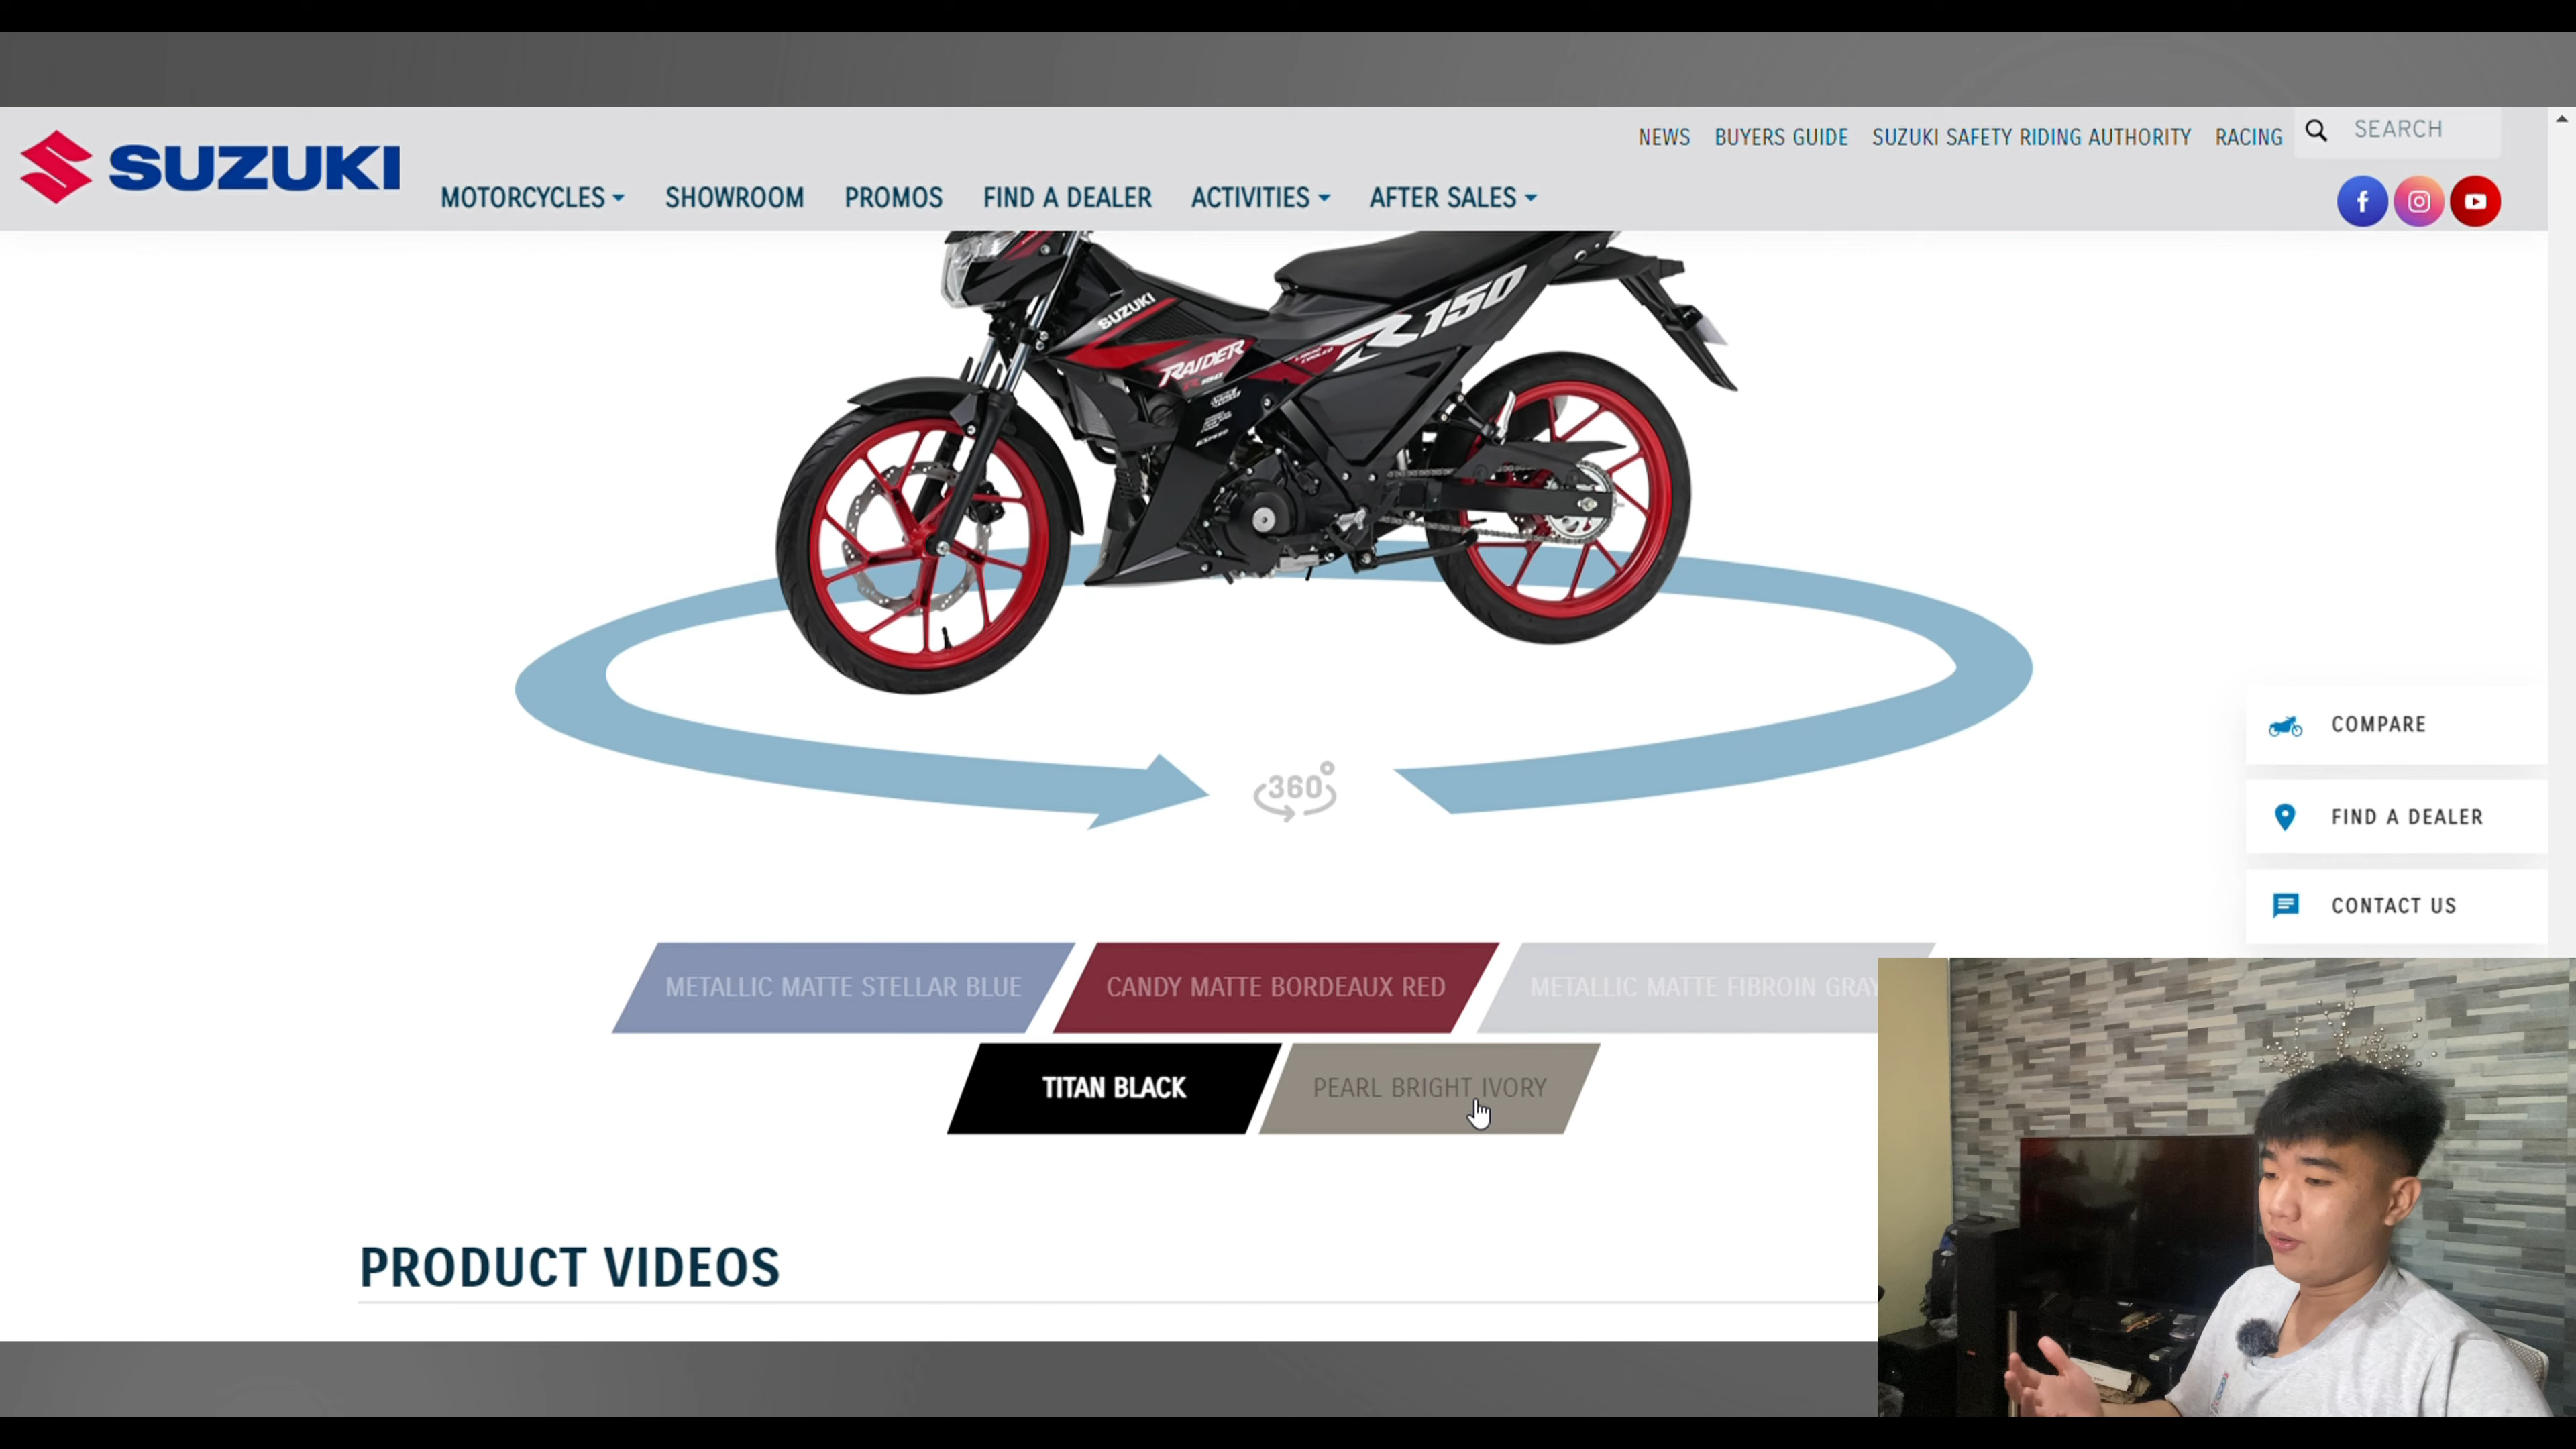 NEWS BUYERS GUIDE SUZUKI SAFETY RIDING AUTHORITY RACING SEARCH
SUZUKI
MOTORCYCLES SHOWROOM PROMOS FIND A DEALER ACTIVITIES AFTER SALES
SUZUKI
R150
RAIDER
R150
360°
COMPARE
FIND A DEALER
CONTACT US
METALLIC MATTE STELLAR BLUE CANDY MATTE BORDEAUX RED METALLIC MATTE FIBROIN GRAY
TITAN BLACK PEARL BRIGHT IVORY
PRODUCT VIDEOS